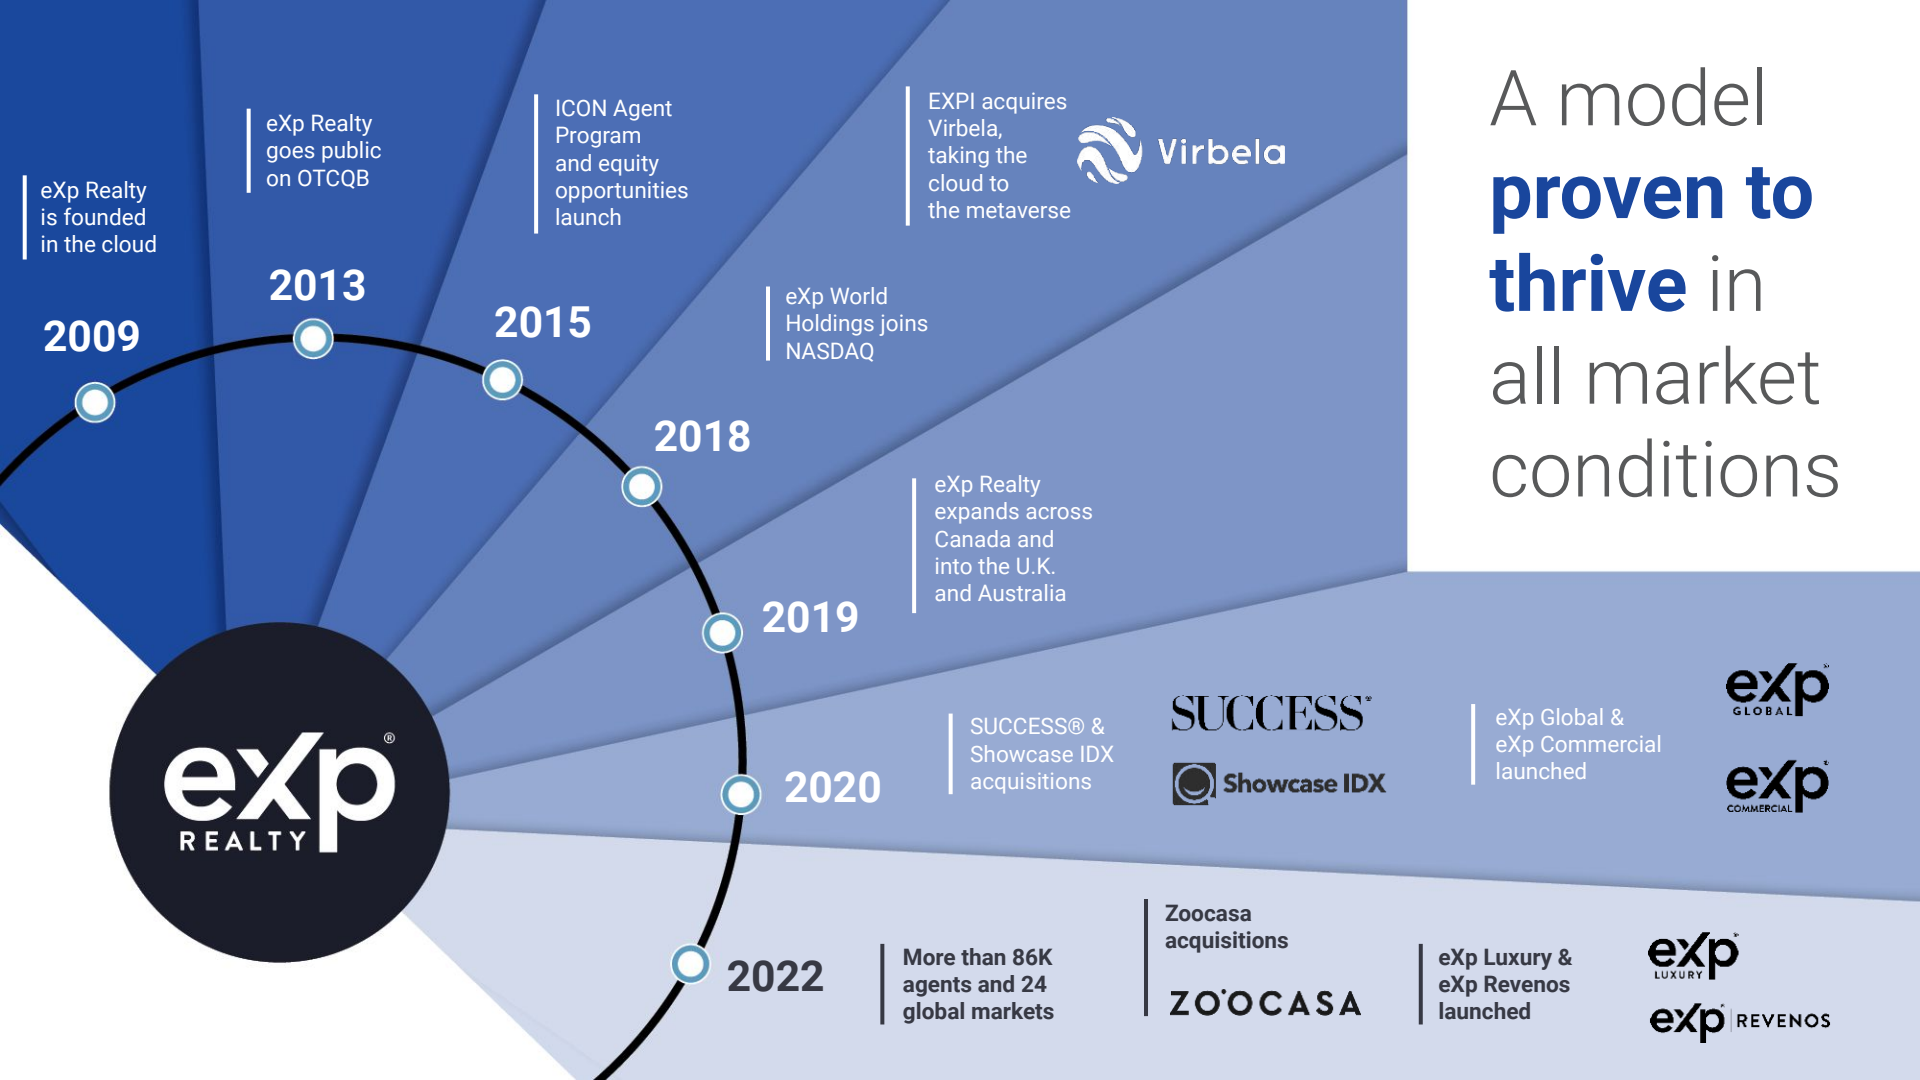 A model
proven to
thrive in
all market
conditions
eXp Realty
is founded
in the cloud
2009
eXp Realty
goes public
on OTCQB
2013
ICON Agent
Program
and equity
opportunities
launch
2015
EXPI acquires
Virbela,
taking the
cloud to
the metaverse
Virbela
eXp World
Holdings joins
NASDAQ
2018
eXp Realty
expands across
Canada and
into the U.K.
and Australia
2019
2020
SUCCESS® &
Showcase IDX
acquisitions
SUCCESS®
Showcase IDX
eXp Global &
eXp Commercial
launched
eXp®
GLOBAL
eXp®
COMMERCIAL
eXp®
REALTY
2022
More than 86K
agents and 24
global markets
Zoocasa
acquisitions
ZOOCASA
eXp Luxury &
eXp Revenos
launched
eXp®
LUXURY
eXp® REVENOS